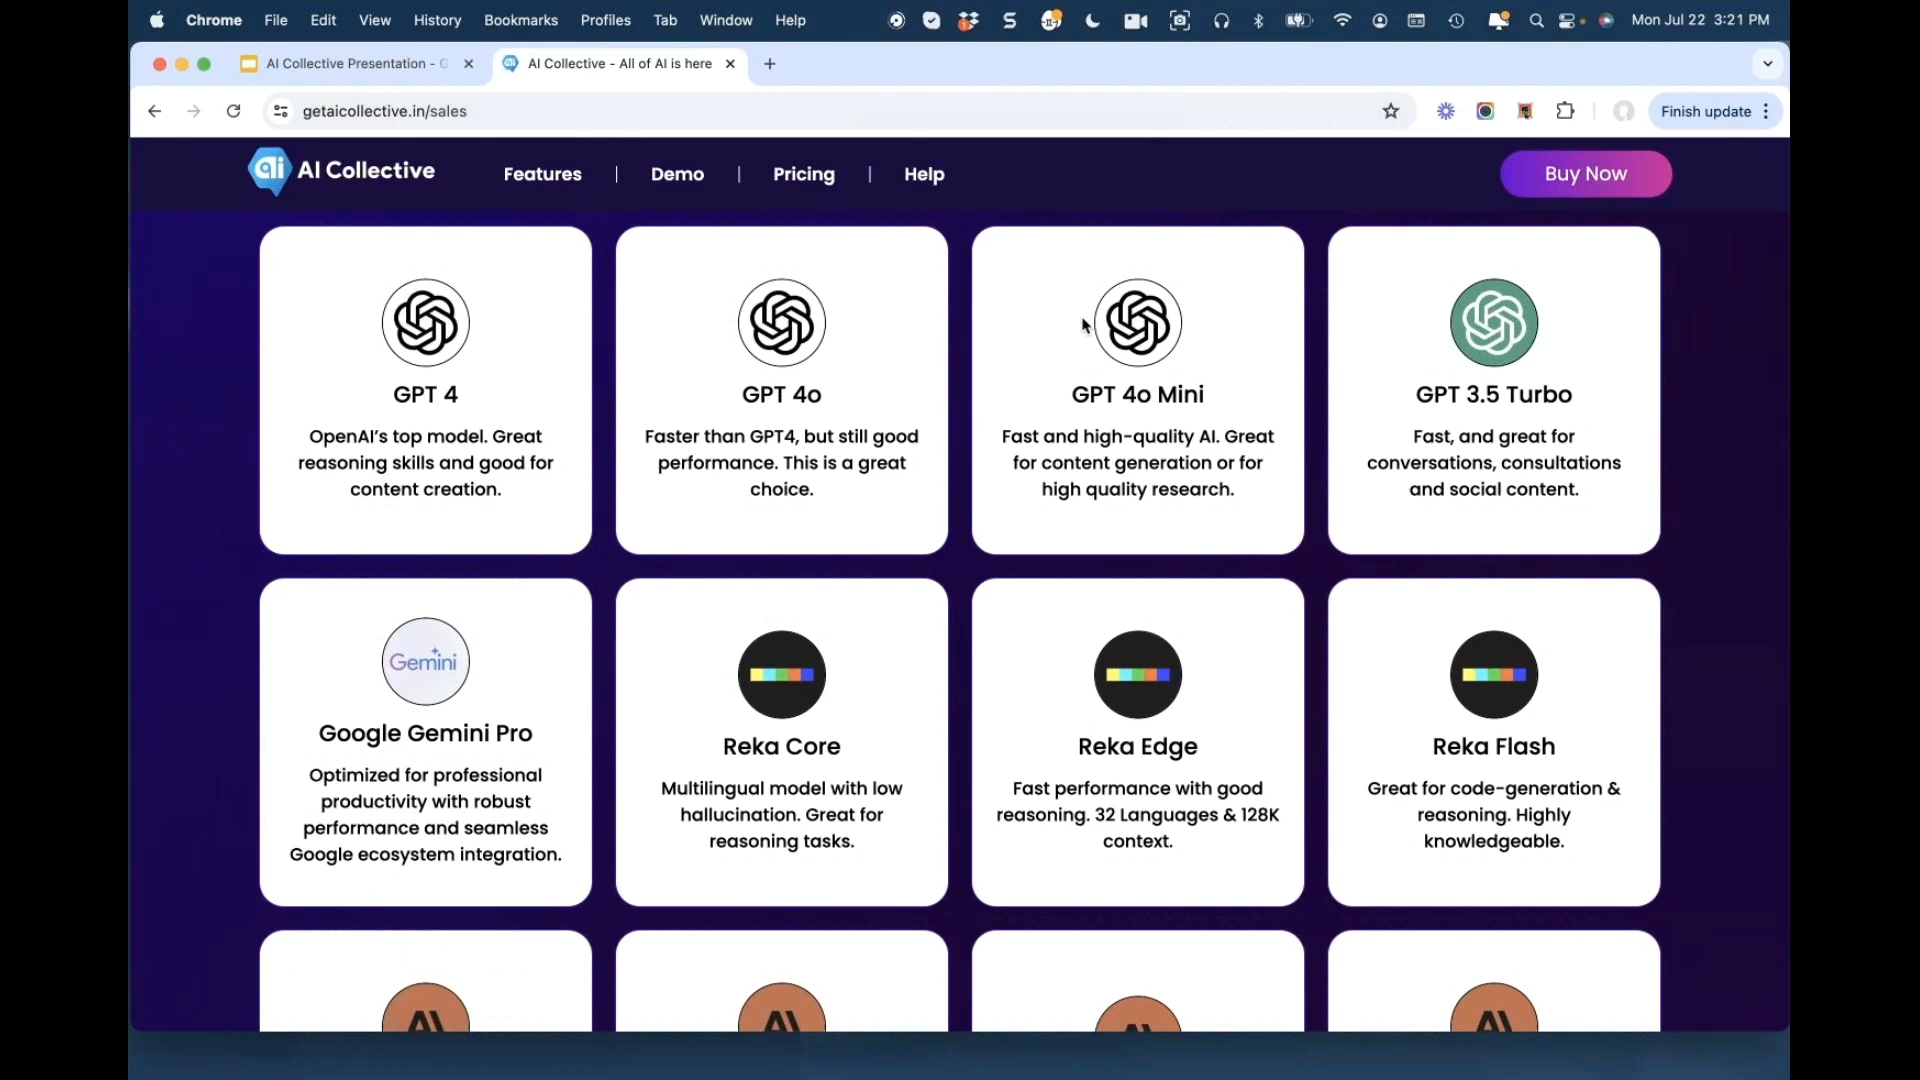 Chrome File Edit View History Bookmarks Profiles Tab Window Help Mon Jul 22 3:21 PM
AI Collective Presentation - G AI Collective - All of AI is here
getaicollective.in/sales Finish update
ai AI Collective Features | Demo | Pricing | Help Buy Now
GPT 4
OpenAI's top model. Great
reasoning skills and good for
content creation.
GPT 4o
Faster than GPT4, but still good
performance. This is a great
choice.
GPT 4o Mini
Fast and high-quality AI. Great
for content generation or for
high quality research.
GPT 3.5 Turbo
Fast, and great for
conversations, consultations
and social content.
Gemini
Google Gemini Pro
Optimized for professional
productivity with robust
performance and seamless
Google ecosystem integration.
Reka Core
Multilingual model with low
hallucination. Great for
reasoning tasks.
Reka Edge
Fast performance with good
reasoning. 32 Languages & 128K
context.
Reka Flash
Great for code-generation &
reasoning. Highly
knowledgeable.